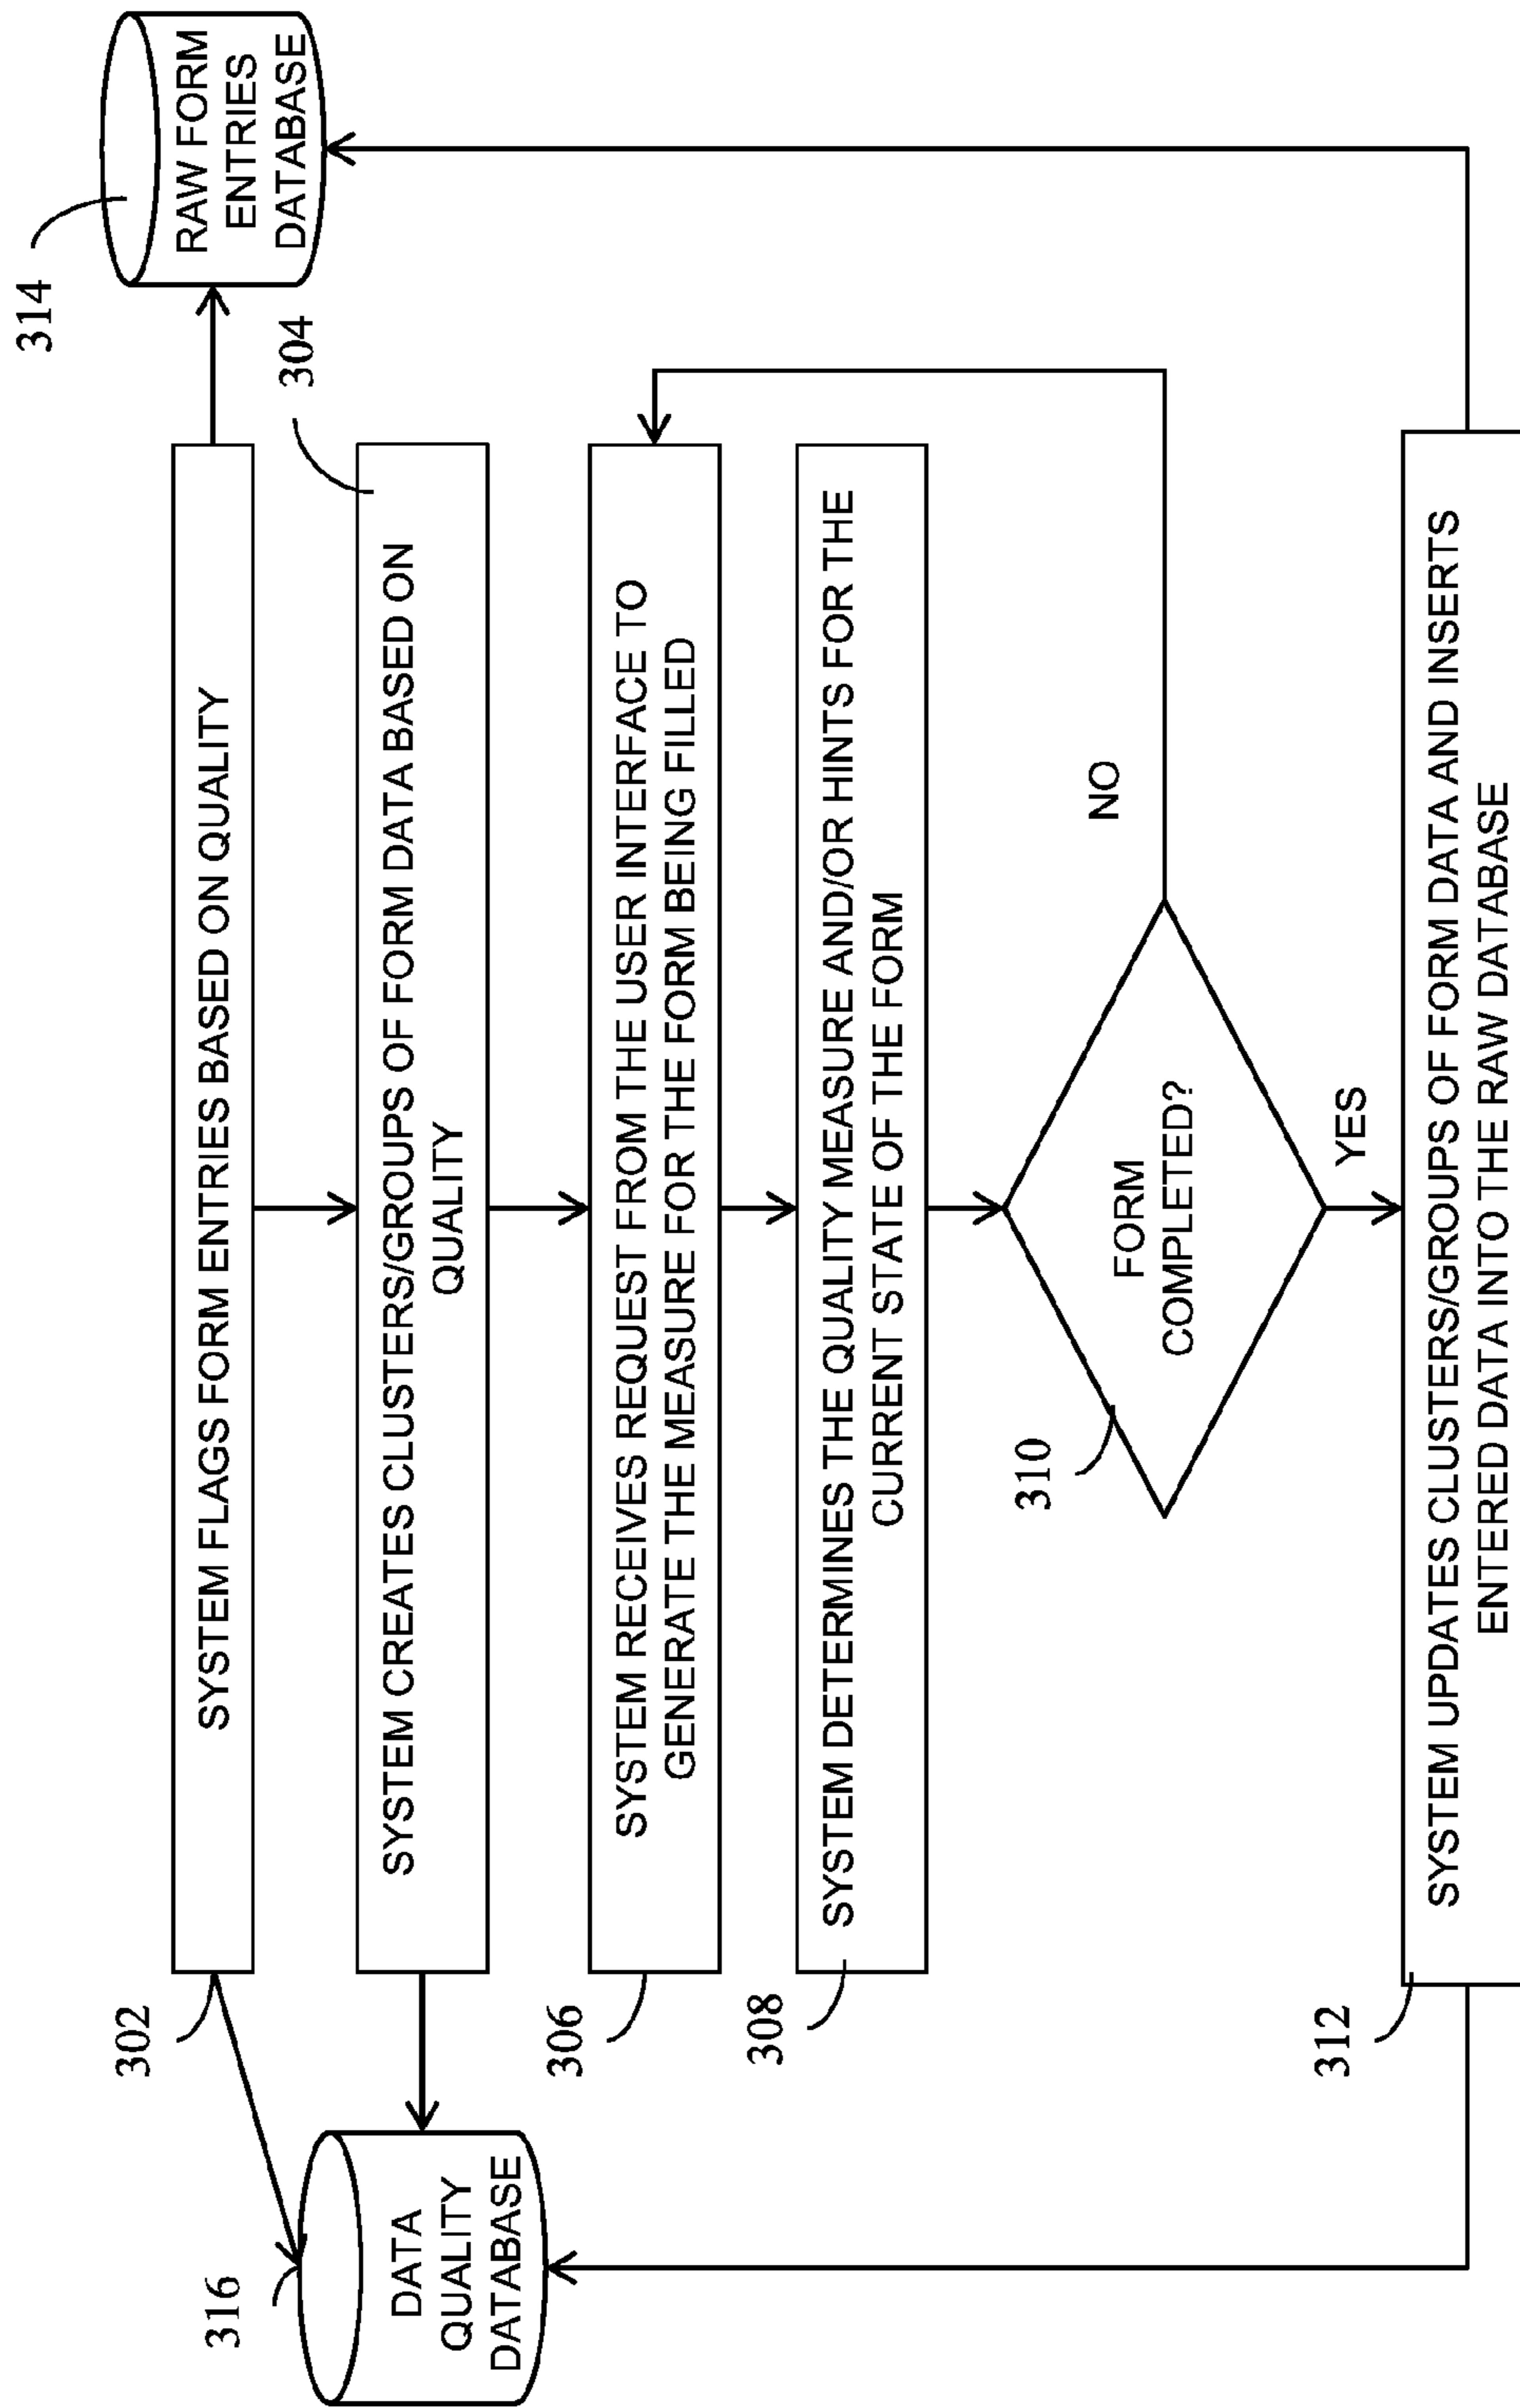 314
RAW FORM
ENTRIES
DATABASE
302
SYSTEM FLAGS FORM ENTRIES BASED ON QUALITY
304
SYSTEM CREATES CLUSTERS/GROUPS OF FORM DATA BASED ON
QUALITY
316
DATA
QUALITY
DATABASE
306
SYSTEM RECEIVES REQUEST FROM THE USER INTERFACE TO
GENERATE THE MEASURE FOR THE FORM BEING FILLED
308
SYSTEM DETERMINES THE QUALITY MEASURE AND/OR HINTS FOR THE
CURRENT STATE OF THE FORM
310
FORM
COMPLETED?
NO
YES
312
SYSTEM UPDATES CLUSTERS/GROUPS OF FORM DATA AND INSERTS
ENTERED DATA INTO THE RAW DATABASE